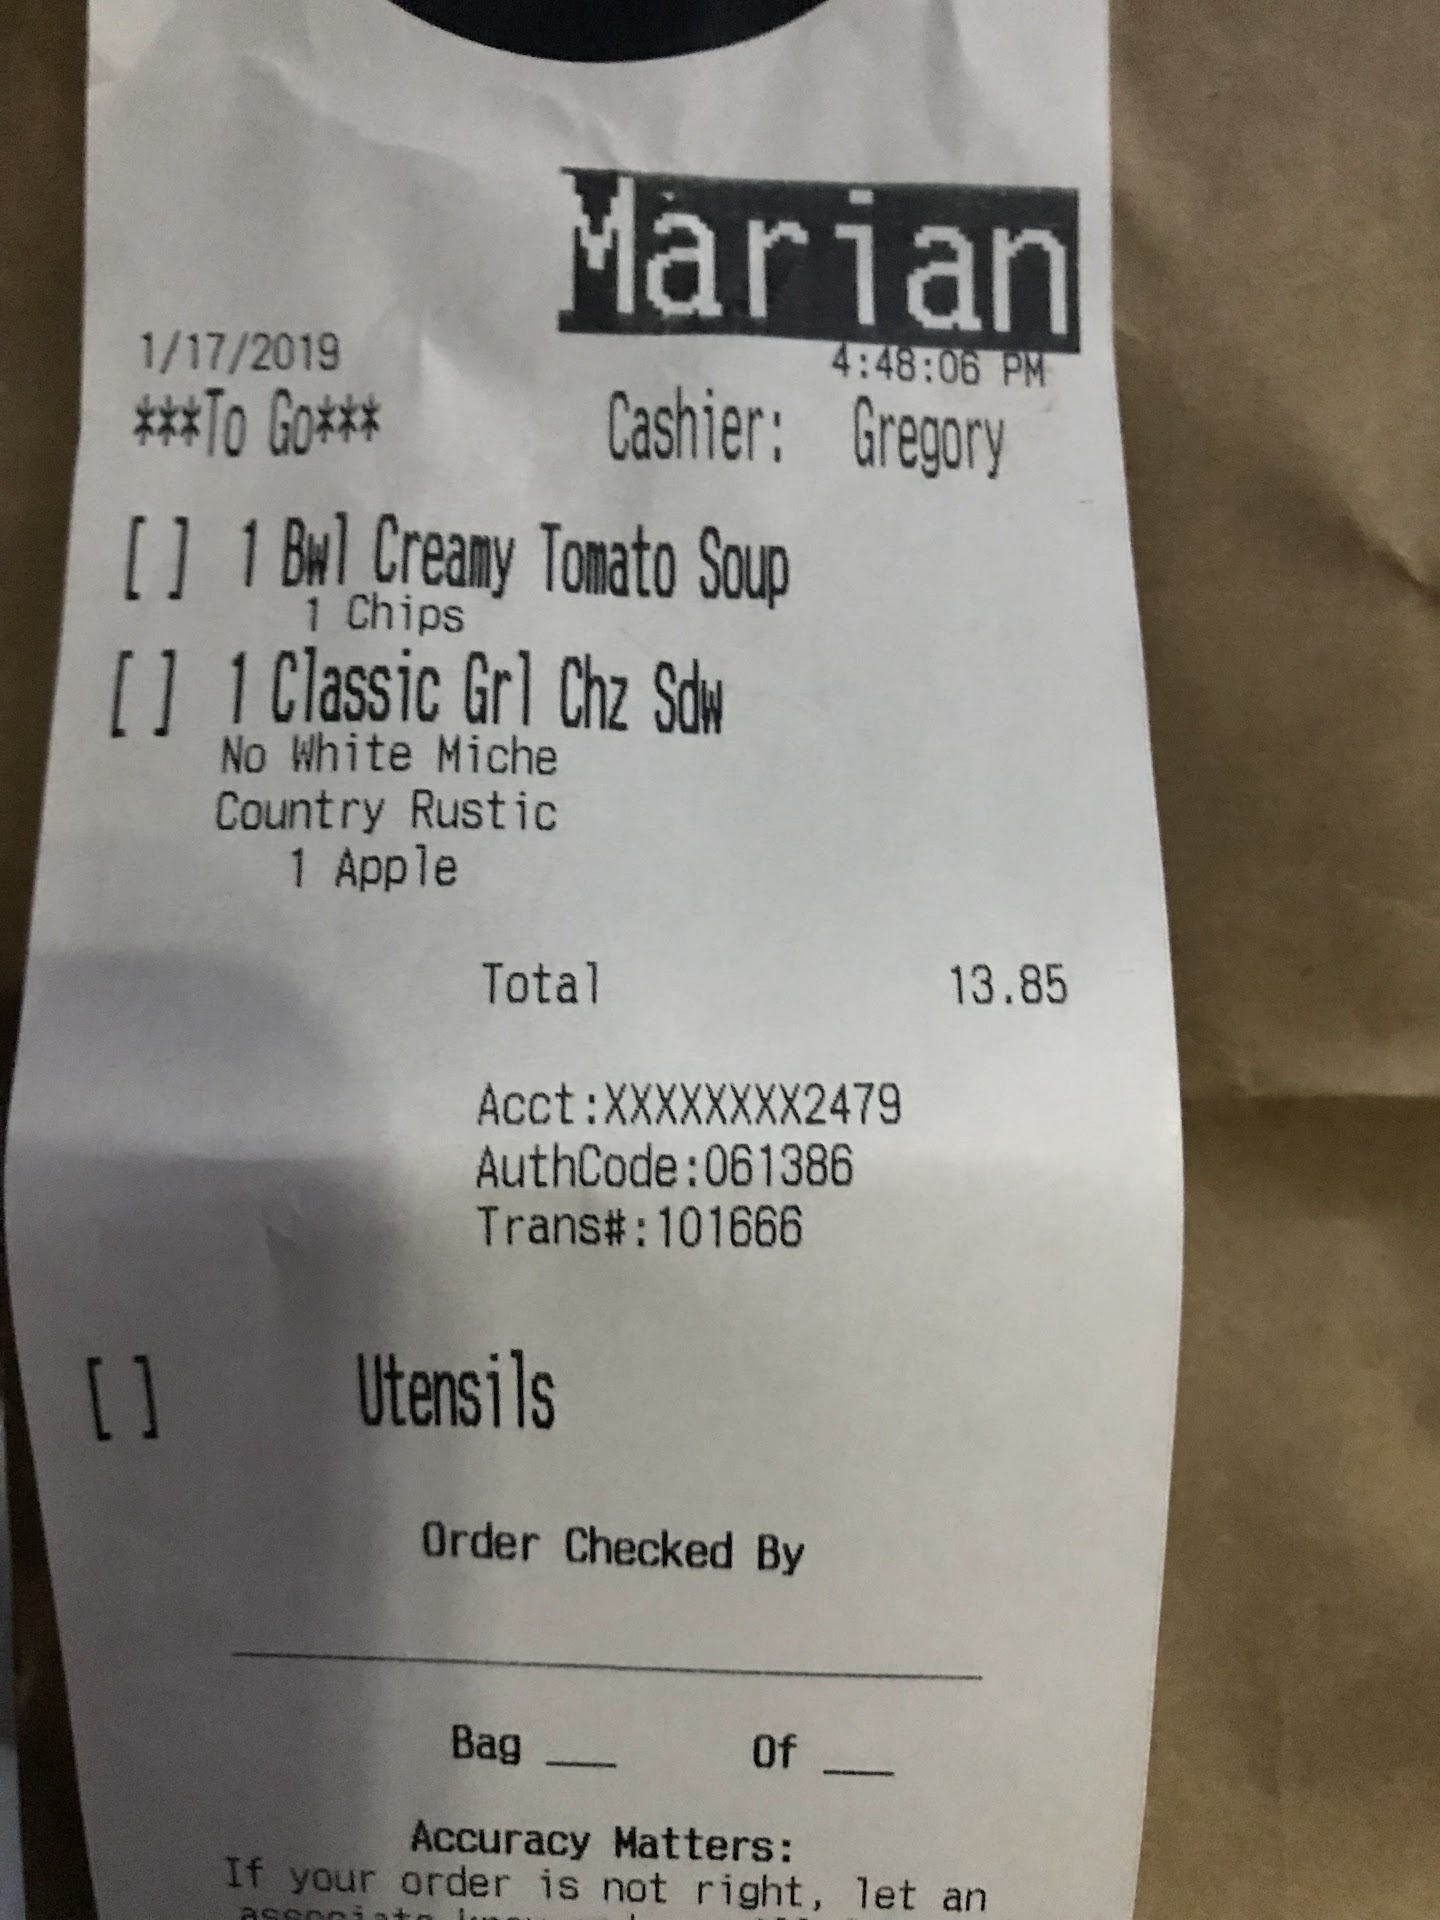 Marian
1/17/2019 4:48:06 PM
***To Go*** Cashier: Gregory
[ ] 1 Bwl Creamy Tomato Soup
1 Chips
[ ] 1 Classic Grl Chz Sdw
No White Miche
Country Rustic
1 Apple
Total 13.85
Acct:XXXXXXXX2479
AuthCode:061386
Trans#:101666
[ ] Utensils
Order Checked By
Bag ___ Of ___
Accuracy Matters:
If your order is not right, let an
associate